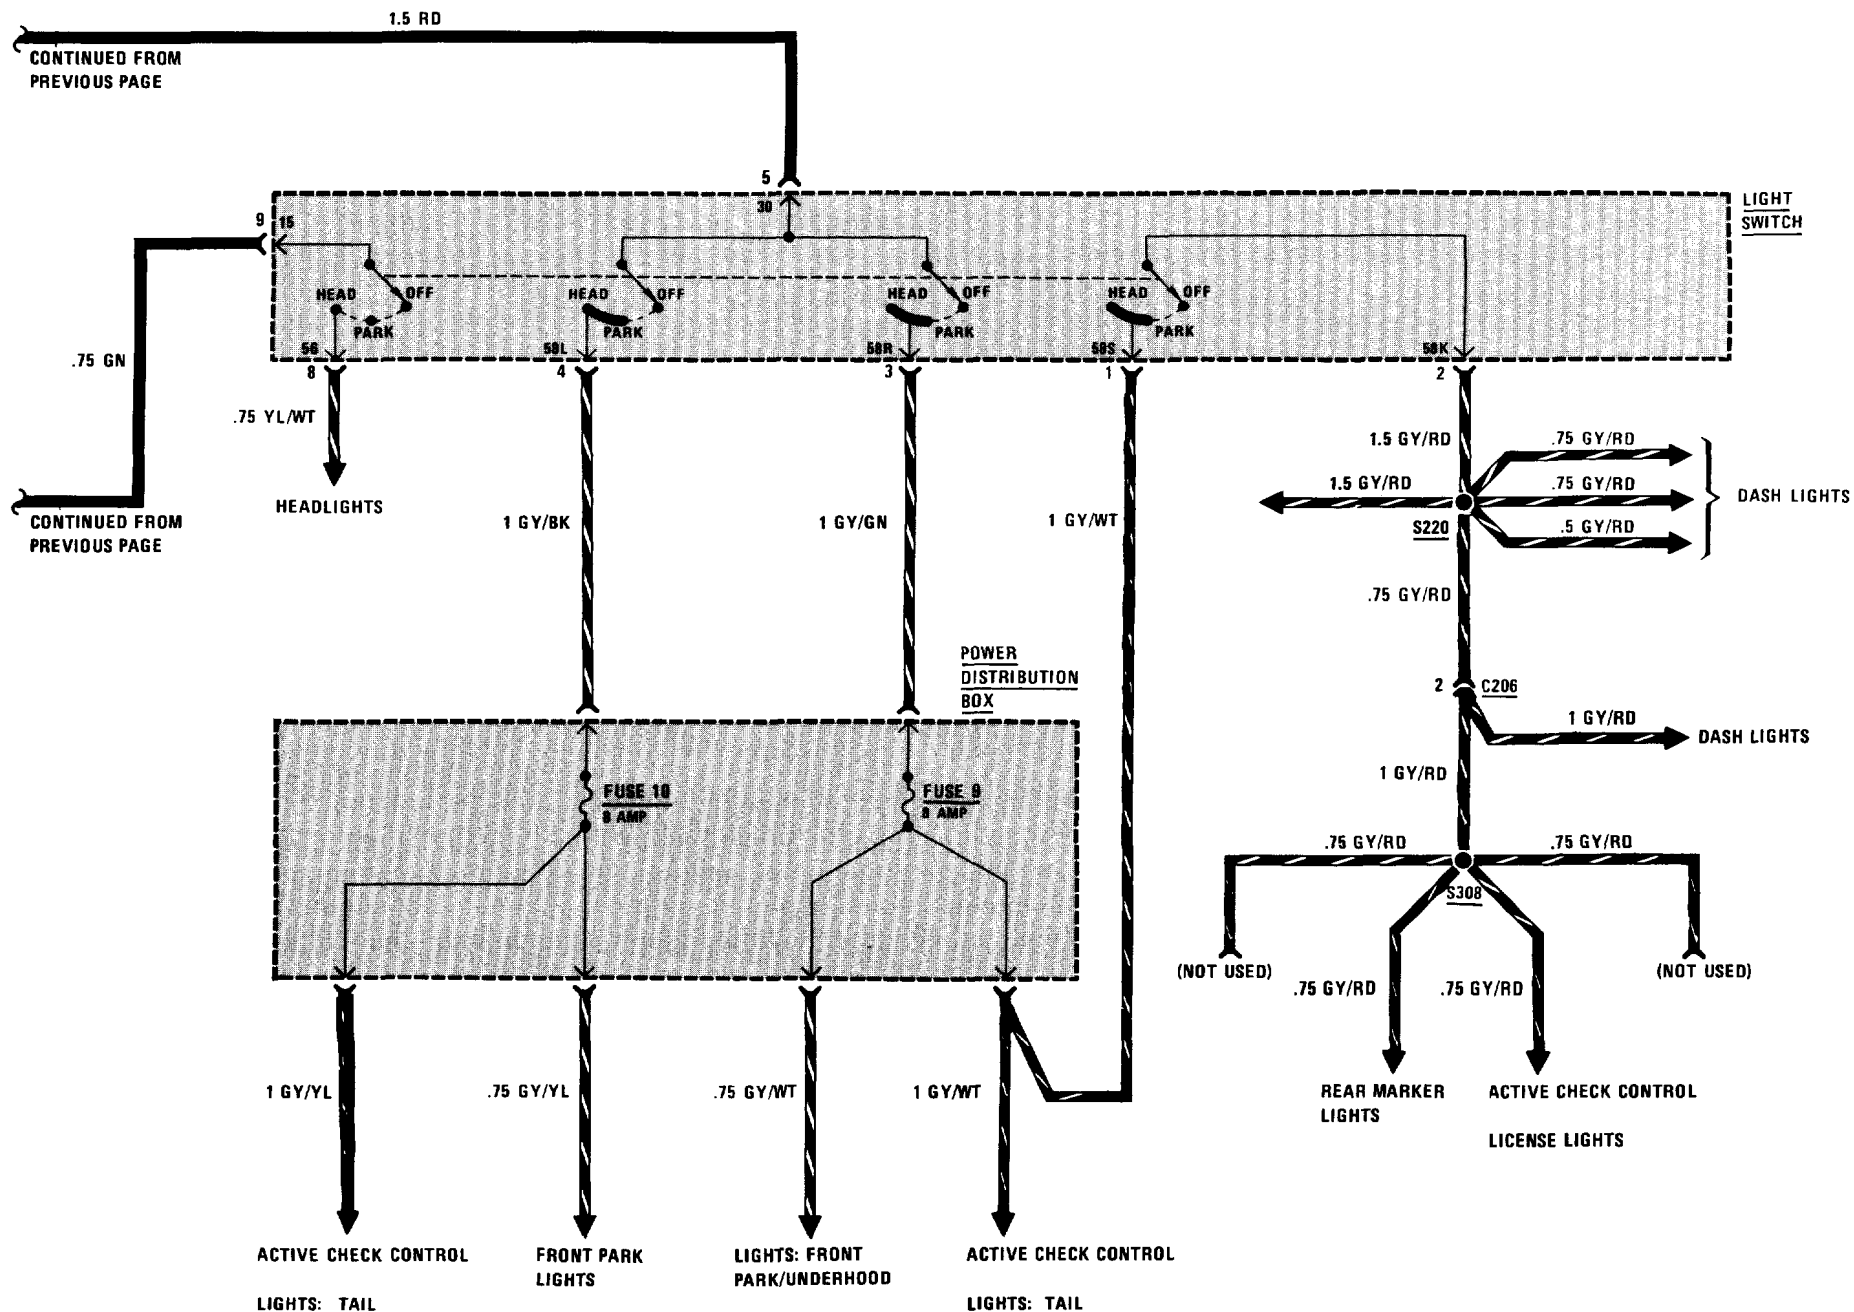 1.5 RD
CONTINUED FROM
PREVIOUS PAGE
5
30
LIGHT
SWITCH
9
15
HEAD
OFF
PARK
HEAD
OFF
PARK
HEAD
OFF
PARK
HEAD
OFF
PARK
56
58L
58R
58S
58K
8
4
3
1
2
.75 GN
.75 YL/WT
HEADLIGHTS
CONTINUED FROM
PREVIOUS PAGE
1 GY/BK
1 GY/GN
1 GY/WT
1.5 GY/RD
.75 GY/RD
1.5 GY/RD
.75 GY/RD
DASH LIGHTS
S220
.5 GY/RD
.75 GY/RD
POWER
DISTRIBUTION
BOX
2
C206
1 GY/RD
DASH LIGHTS
1 GY/RD
FUSE 10
8 AMP
FUSE 9
8 AMP
.75 GY/RD
.75 GY/RD
S308
(NOT USED)
(NOT USED)
.75 GY/RD
.75 GY/RD
1 GY/YL
.75 GY/YL
.75 GY/WT
1 GY/WT
REAR MARKER
LIGHTS
ACTIVE CHECK CONTROL
LICENSE LIGHTS
ACTIVE CHECK CONTROL
LIGHTS: TAIL
FRONT PARK
LIGHTS
LIGHTS: FRONT
PARK/UNDERHOOD
ACTIVE CHECK CONTROL
LIGHTS: TAIL